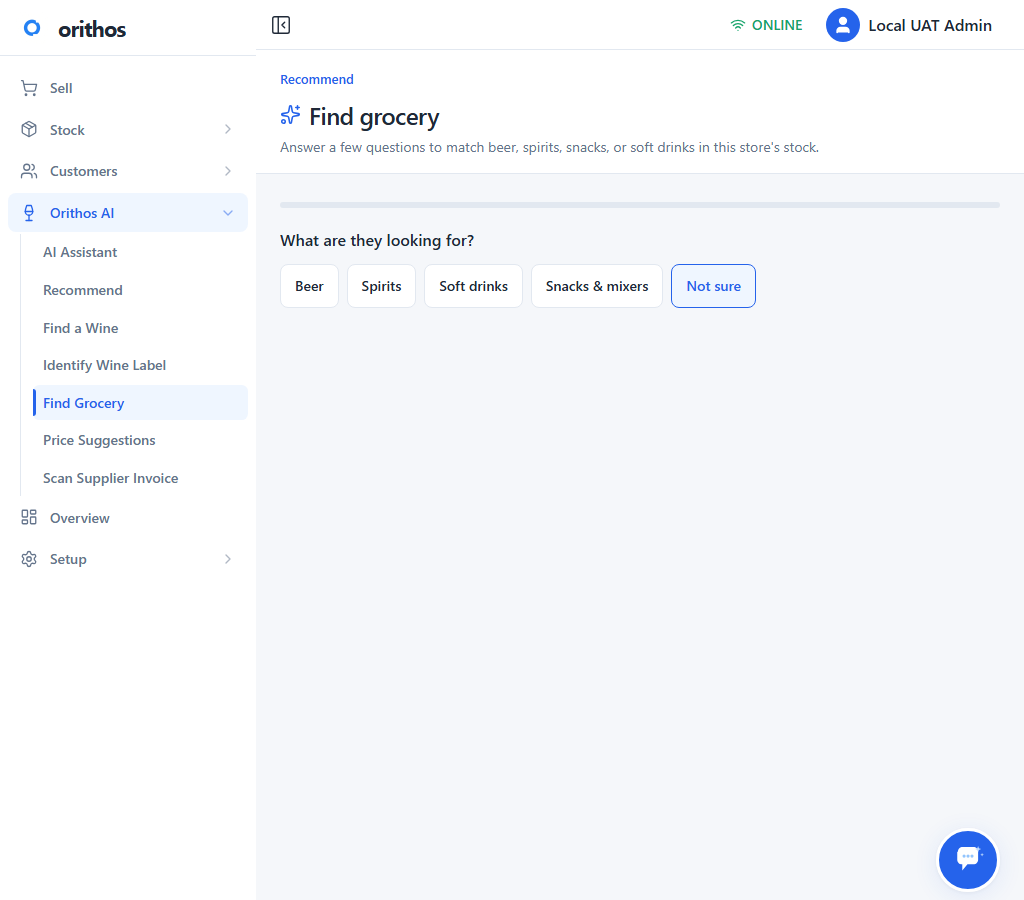 orithos
ONLINE
Local UAT Admin
Sell
Stock
Customers
Orithos AI
AI Assistant
Recommend
Find a Wine
Identify Wine Label
Find Grocery
Price Suggestions
Scan Supplier Invoice
Overview
Setup
Recommend
Find grocery
Answer a few questions to match beer, spirits, snacks, or soft drinks in this store's stock.
What are they looking for?
Beer Spirits Soft drinks Snacks & mixers Not sure